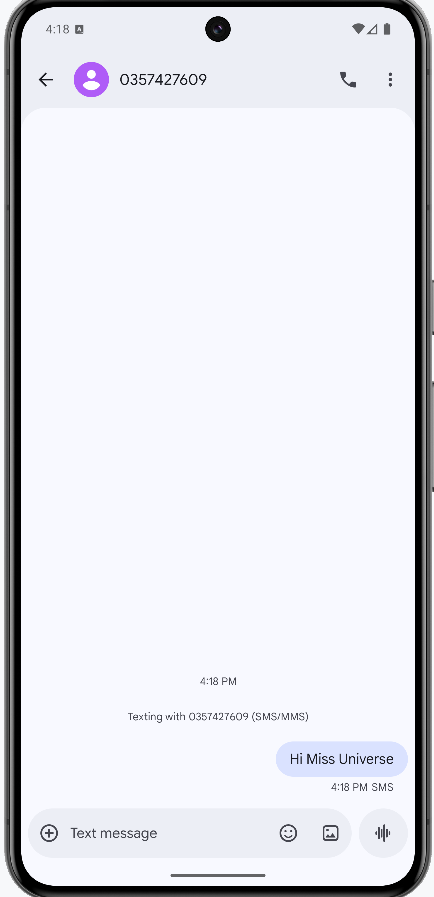 4:18
0357427609
4:18 PM
Texting with 0357427609 (SMS/MMS)
Hi Miss Universe
4:18 PM SMS
Text message